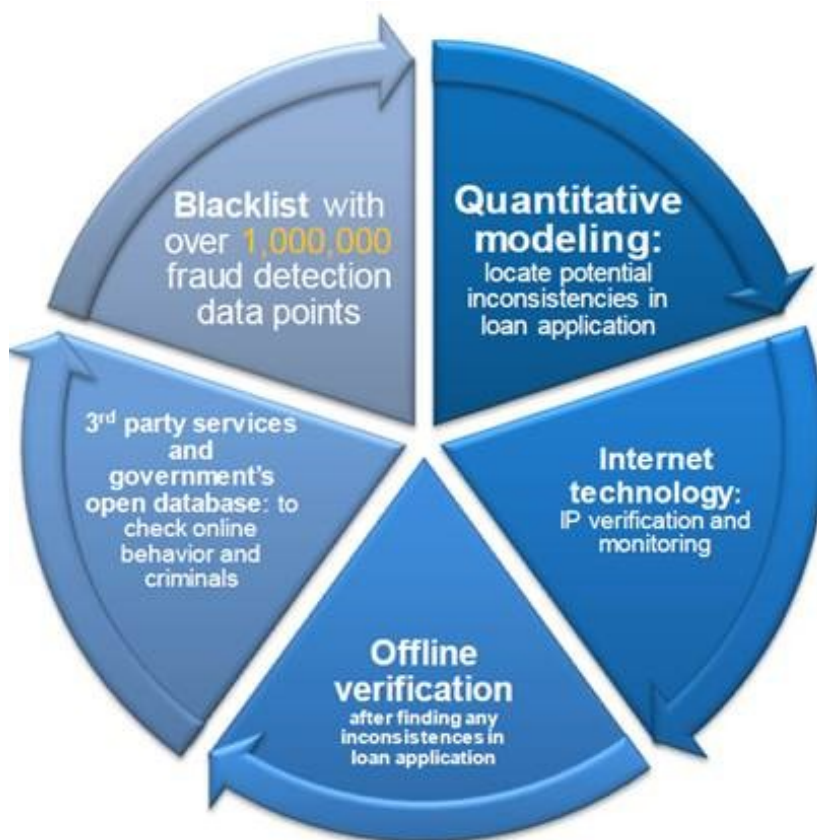 Blacklist with
over 1,000,000
fraud detection
data points
Quantitative
modeling:
locate potential
inconsistencies in
loan application
Internet
technology:
IP verification and
monitoring
Offline
verification
after finding any
inconsistences in
loan application
3rd party services
and
government's
open database: to
check online
behavior and
criminals